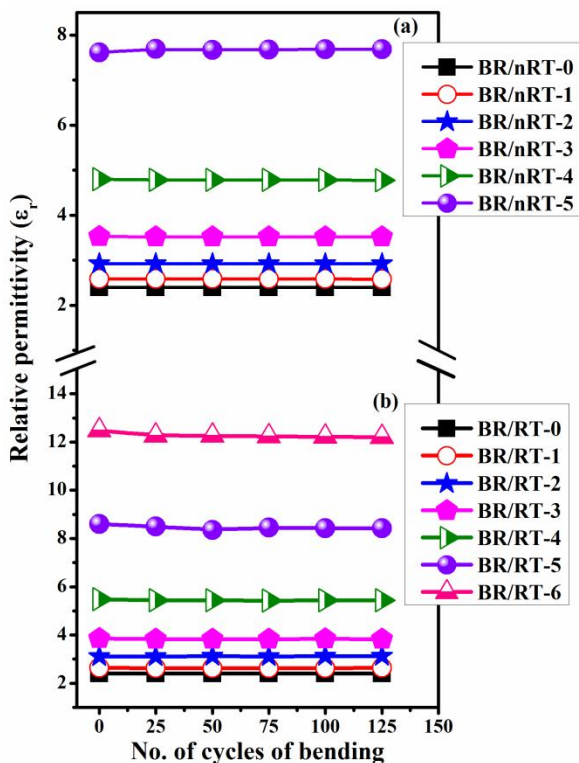 (a)
8
6
4
2
BR/nRT-0
BR/nRT-1
BR/nRT-2
BR/nRT-3
BR/nRT-4
BR/nRT-5
Relative permittivity (εr)
(b)
14
12
10
8
6
4
2
BR/RT-0
BR/RT-1
BR/RT-2
BR/RT-3
BR/RT-4
BR/RT-5
BR/RT-6
0 25 50 75 100 125 150
No. of cycles of bending